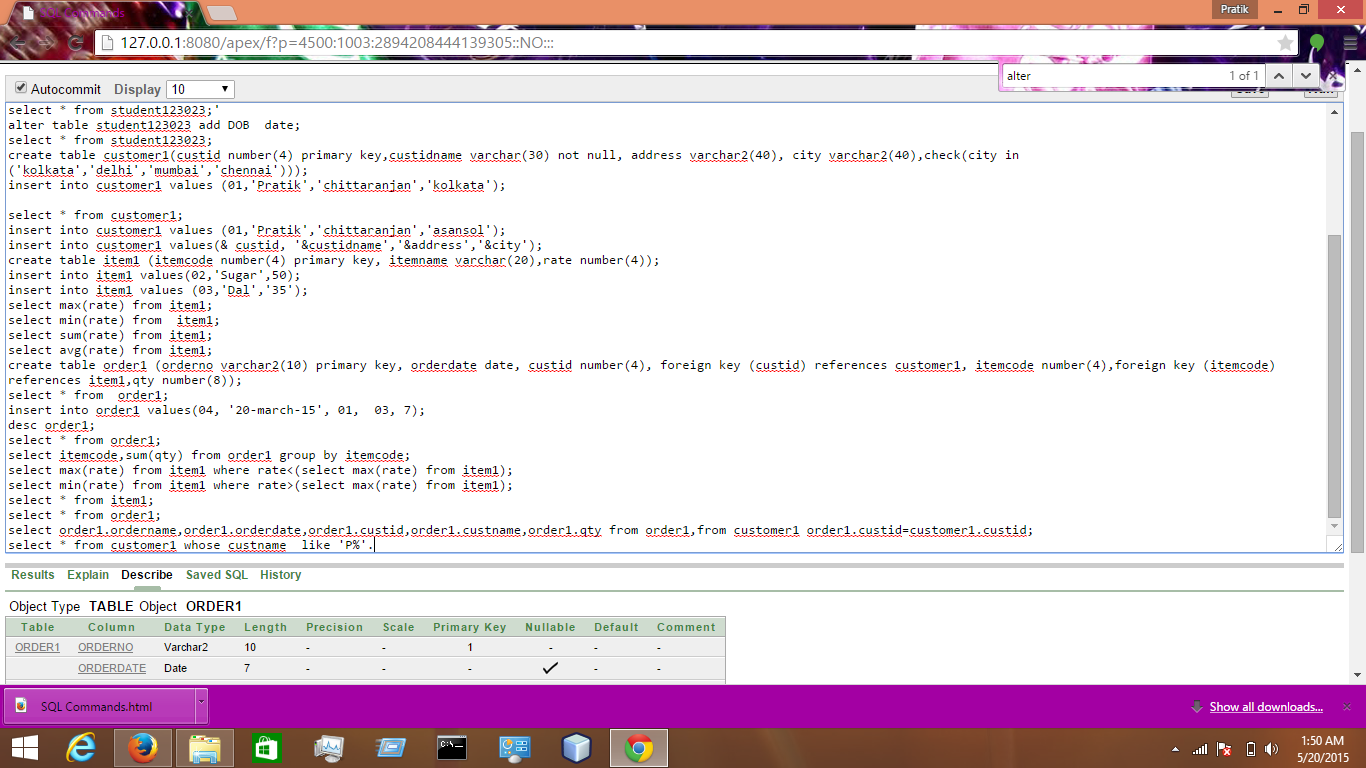 SQL Commands
Pratik
127.0.0.1:8080/apex/f?p=4500:1003:2894208444139305::NO:::
alter 1 of 1
Autocommit Display 10
select * from student123023;'
alter table student123023 add DOB  date;
select * from student123023;
create table customer1(custid number(4) primary key,custidname varchar(30) not null, address varchar2(40), city varchar2(40),check(city in
('kolkata','delhi','mumbai','chennai')));
insert into customer1 values (01,'Pratik','chittaranjan','kolkata');
select * from customer1;
insert into customer1 values (01,'Pratik','chittaranjan','asansol');
insert into customer1 values(& custid, '&custidname','&address','&city');
create table item1 (itemcode number(4) primary key, itemname varchar(20),rate number(4));
insert into item1 values(02,'Sugar',50);
insert into item1 values (03,'Dal','35');
select max(rate) from item1;
select min(rate) from  item1;
select sum(rate) from item1;
select avg(rate) from item1;
create table order1 (orderno varchar2(10) primary key, orderdate date, custid number(4), foreign key (custid) references customer1, itemcode number(4),foreign key (itemcode)
references item1,qty number(8));
select * from  order1;
insert into order1 values(04, '20-march-15', 01,  03, 7);
desc order1;
select * from order1;
select itemcode,sum(qty) from order1 group by itemcode;
select max(rate) from item1 where rate<(select max(rate) from item1);
select min(rate) from item1 where rate>(select max(rate) from item1);
select * from item1;
select * from order1;
select order1.ordername,order1.orderdate,order1.custid,order1.custname,order1.qty from order1,from customer1 order1.custid=customer1.custid;
select * from customer1 whose custname  like 'P%'.
Results Explain Describe Saved SQL History
Object Type TABLE Object ORDER1
Table Column Data Type Length Precision Scale Primary Key Nullable Default Comment
ORDER1 ORDERNO Varchar2 10 - - 1 - - -
ORDERDATE Date 7 - - - - -
SQL Commands.html
Show all downloads...
1:50 AM
5/20/2015